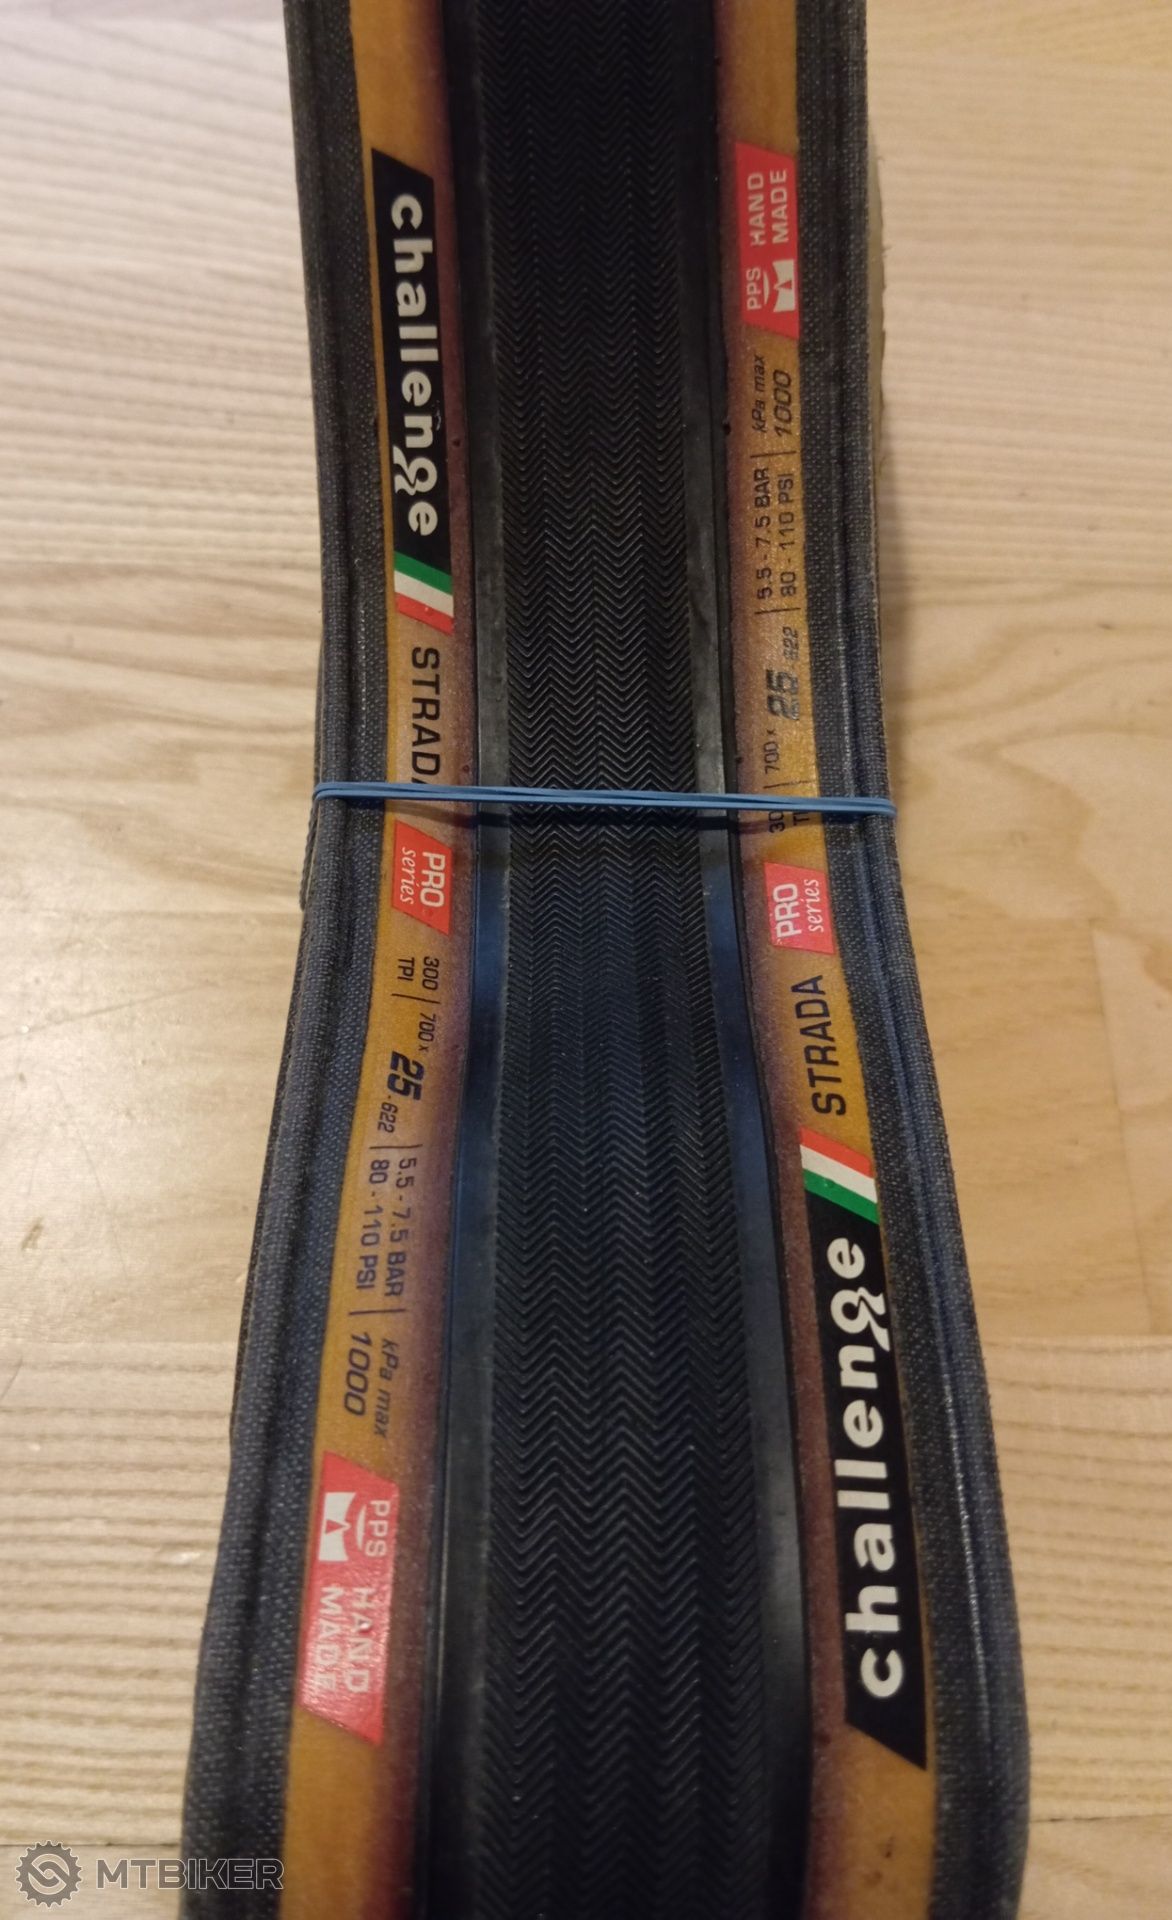 challenge
STRADA
PRO
series
300
TPI
700 x
25
.622
5.5 - 7.5 BAR
80 - 110 PSI
kPa max
1000
PPS
HAND
MADE
PPS
HAND
MADE
kPa max
1000
5.5 - 7.5 BAR
80 - 110 PSI
700 x
25
.622
PRO
series
STRADA
challenge
MTBIKER